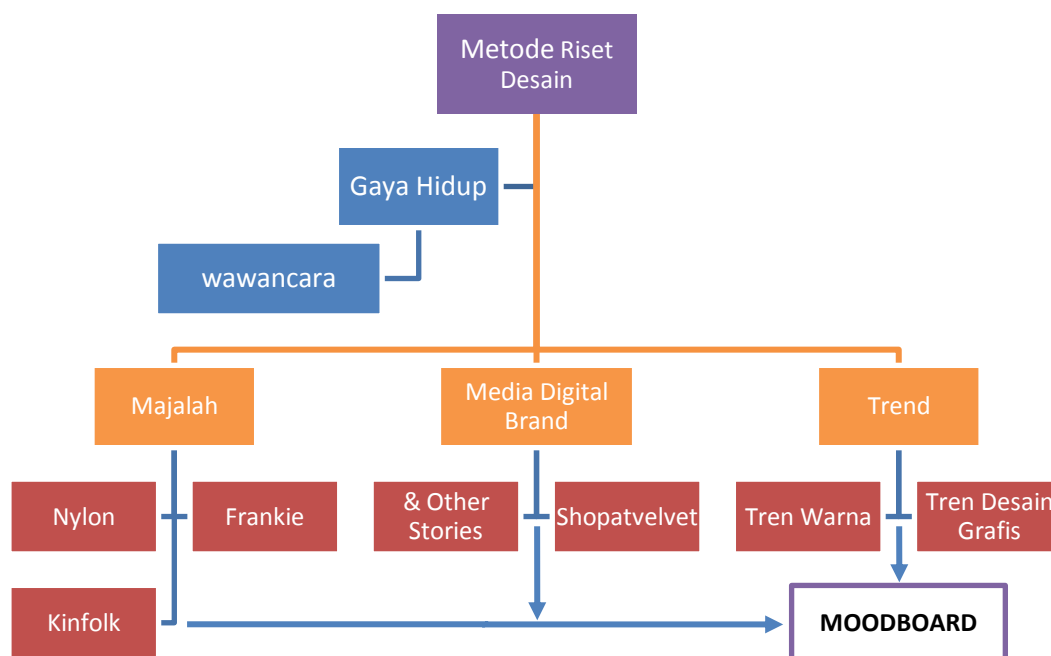 Metode Riset
Desain
Gaya Hidup
wawancara
Majalah
Media Digital
Brand
Trend
Nylon
Frankie
& Other
Stories
Shopatvelvet
Tren Warna
Tren Desain
Grafis
Kinfolk
MOODBOARD